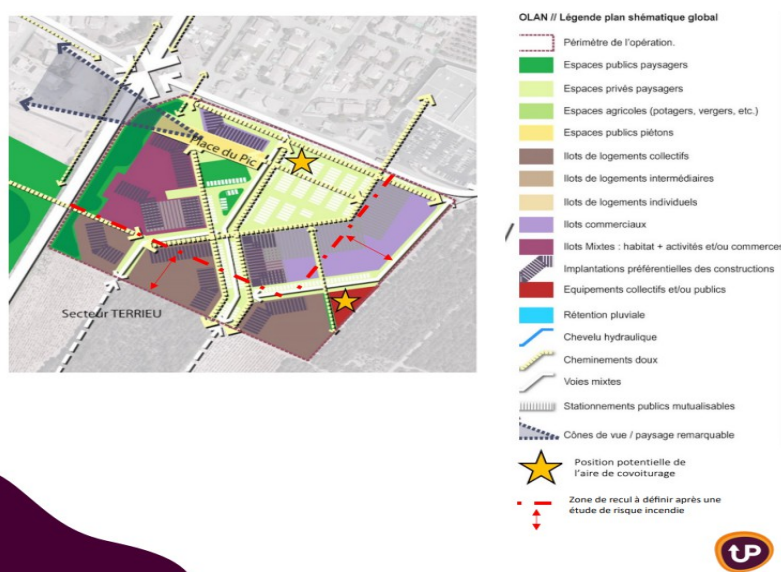 OLAN // Légende plan shématique global
Périmètre de l'opération.
Espaces publics paysagers
Espaces privés paysagers
Espaces agricoles (potagers, vergers, etc.)
Espaces publics piétons
Ilots de logements collectifs
Ilots de logements intermédiaires
Ilots de logements individuels
Ilots commerciaux
Ilots Mixtes : habitat + activités et/ou commerces
Implantations préférentielles des constructions
Equipements collectifs et/ou publics
Rétention pluviale
Chevelu hydraulique
Cheminements doux
Voies mixtes
Stationnements publics mutualisables
Cônes de vue / paysage remarquable
Position potentielle de
l'aire de covoiturage
Zone de recul à définir après une
étude de risque incendie
Place du Pic
Secteur TERRIEU
UP